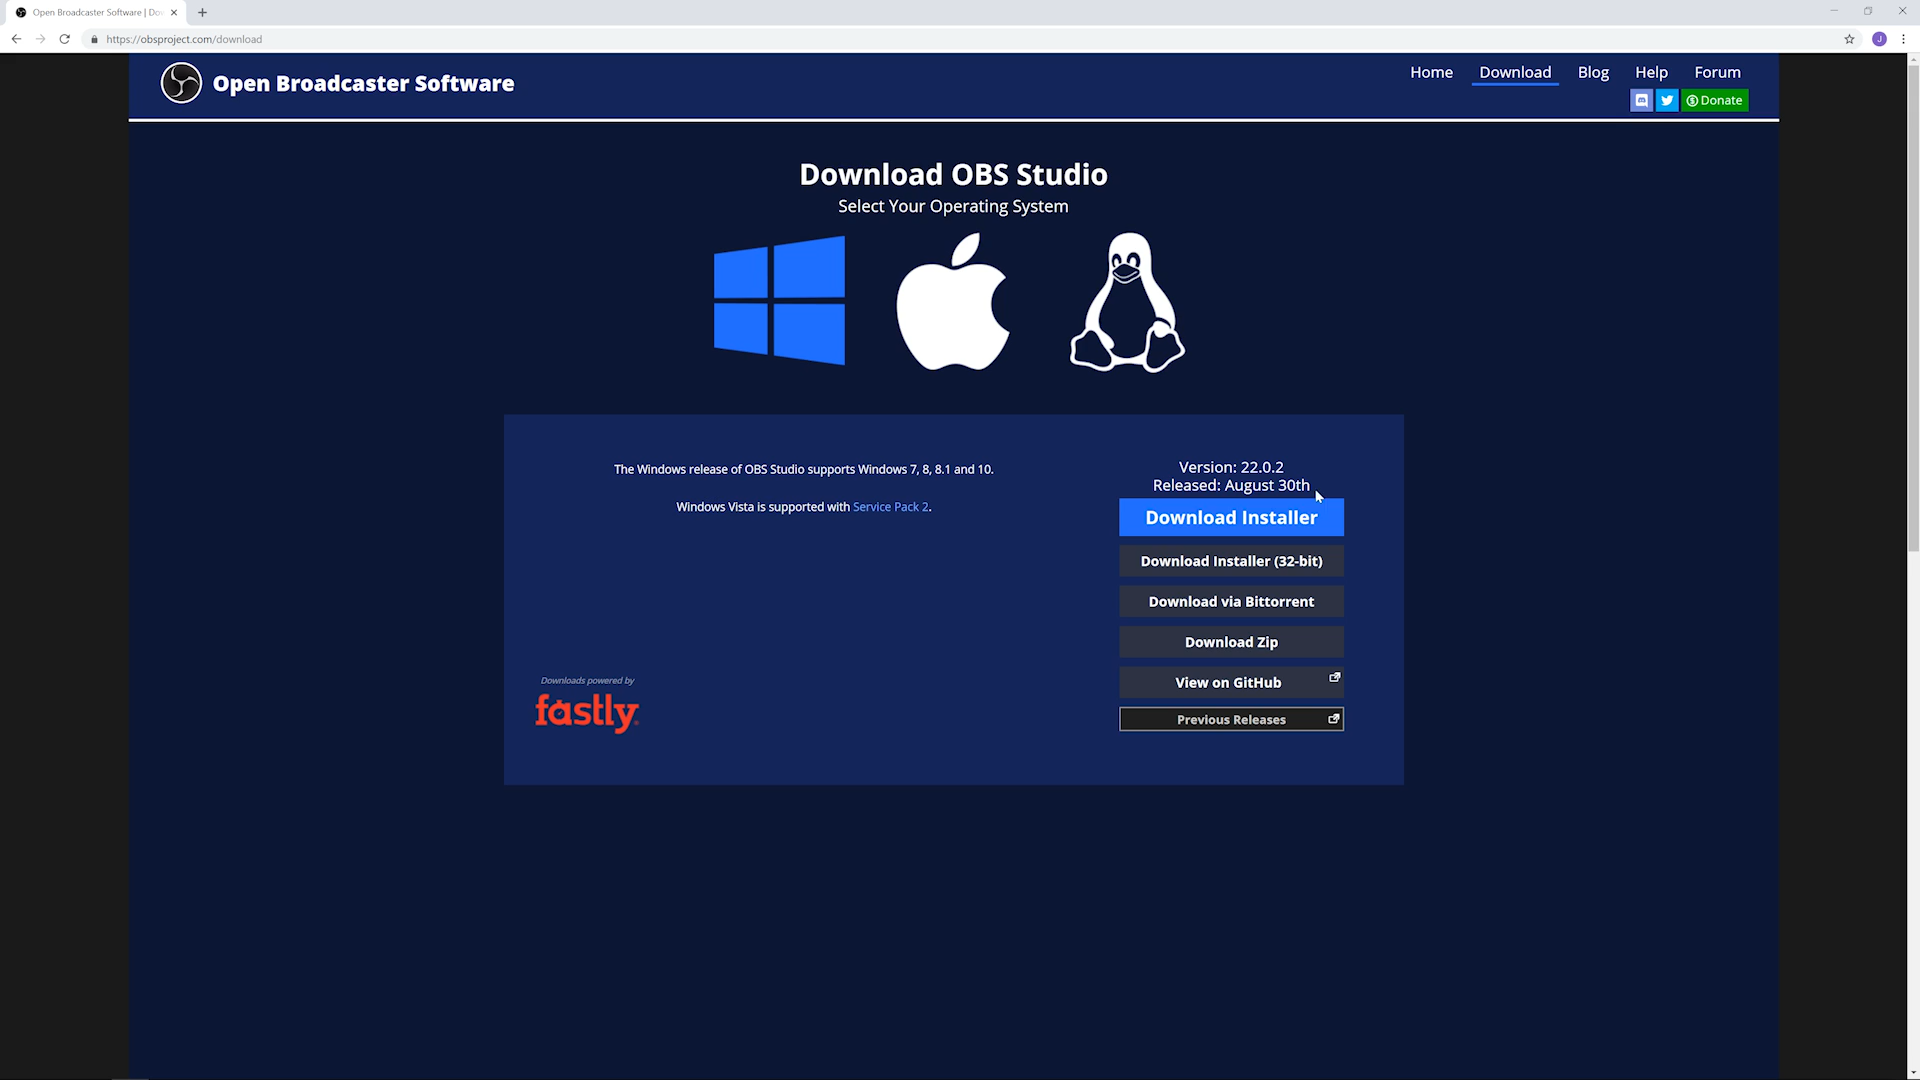 Open Broadcaster Software | Do
https://obsproject.com/download
J
Open Broadcaster Software
Home
Download
Blog
Help
Forum
Donate
Download OBS Studio
Select Your Operating System
The Windows release of OBS Studio supports Windows 7, 8, 8.1 and 10.
Windows Vista is supported with Service Pack 2.
Downloads powered by
fastly
Version: 22.0.2
Released: August 30th
Download Installer
Download Installer (32-bit)
Download via Bittorrent
Download Zip
View on GitHub
Previous Releases